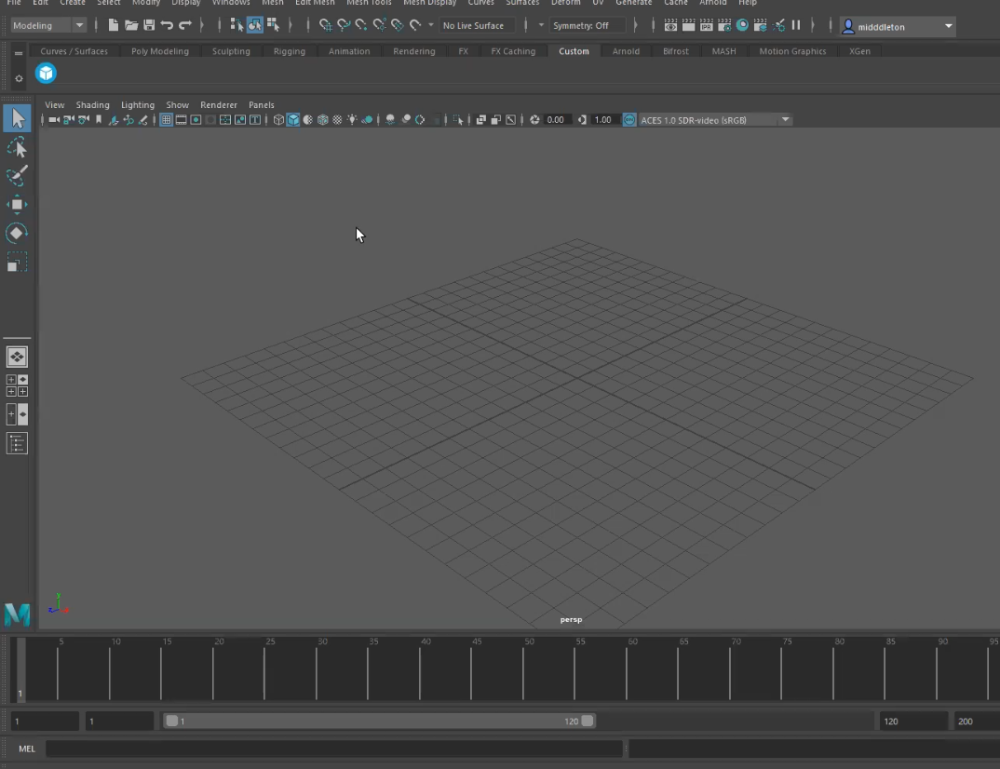 File Edit Create Select Modify Display Windows Mesh Edit Mesh Mesh Tools Mesh Display Curves Surfaces Deform UV Generate Cache Arnold Help
Modeling No Live Surface Symmetry: Off IPR midddleton
Curves / Surfaces Poly Modeling Sculpting Rigging Animation Rendering FX FX Caching Custom Arnold Bifrost MASH Motion Graphics XGen
View Shading Lighting Show Renderer Panels
0.00 1.00 ACES 1.0 SDR-video (sRGB)
y
persp
5 10 15 20 25 30 35 40 45 50 55 60 65 70 75 80 85 90 95
1
1 1 1 120 120 200
MEL